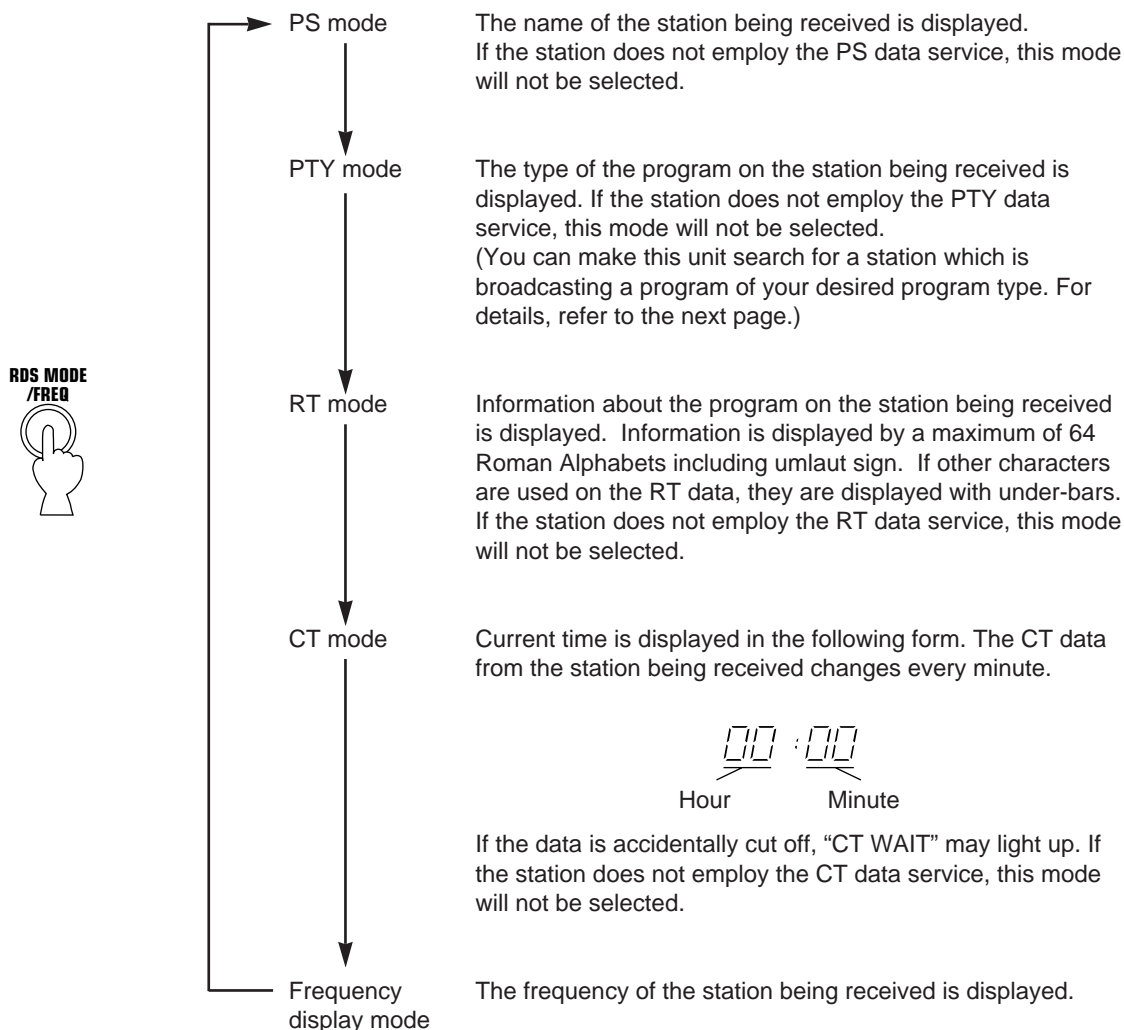 PS mode
The name of the station being received is displayed.
If the station does not employ the PS data service, this mode
will not be selected.
PTY mode
The type of the program on the station being received is
displayed. If the station does not employ the PTY data
service, this mode will not be selected.
(You can make this unit search for a station which is
broadcasting a program of your desired program type. For
details, refer to the next page.)
RDS MODE
/FREQ
RT mode
Information about the program on the station being received
is displayed.  Information is displayed by a maximum of 64
Roman Alphabets including umlaut sign.  If other characters
are used on the RT data, they are displayed with under-bars.
If the station does not employ the RT data service, this mode
will not be selected.
CT mode
Current time is displayed in the following form. The CT data
from the station being received changes every minute.
00:00
Hour Minute
If the data is accidentally cut off, “CT WAIT” may light up. If
the station does not employ the CT data service, this mode
will not be selected.
Frequency
display mode
The frequency of the station being received is displayed.